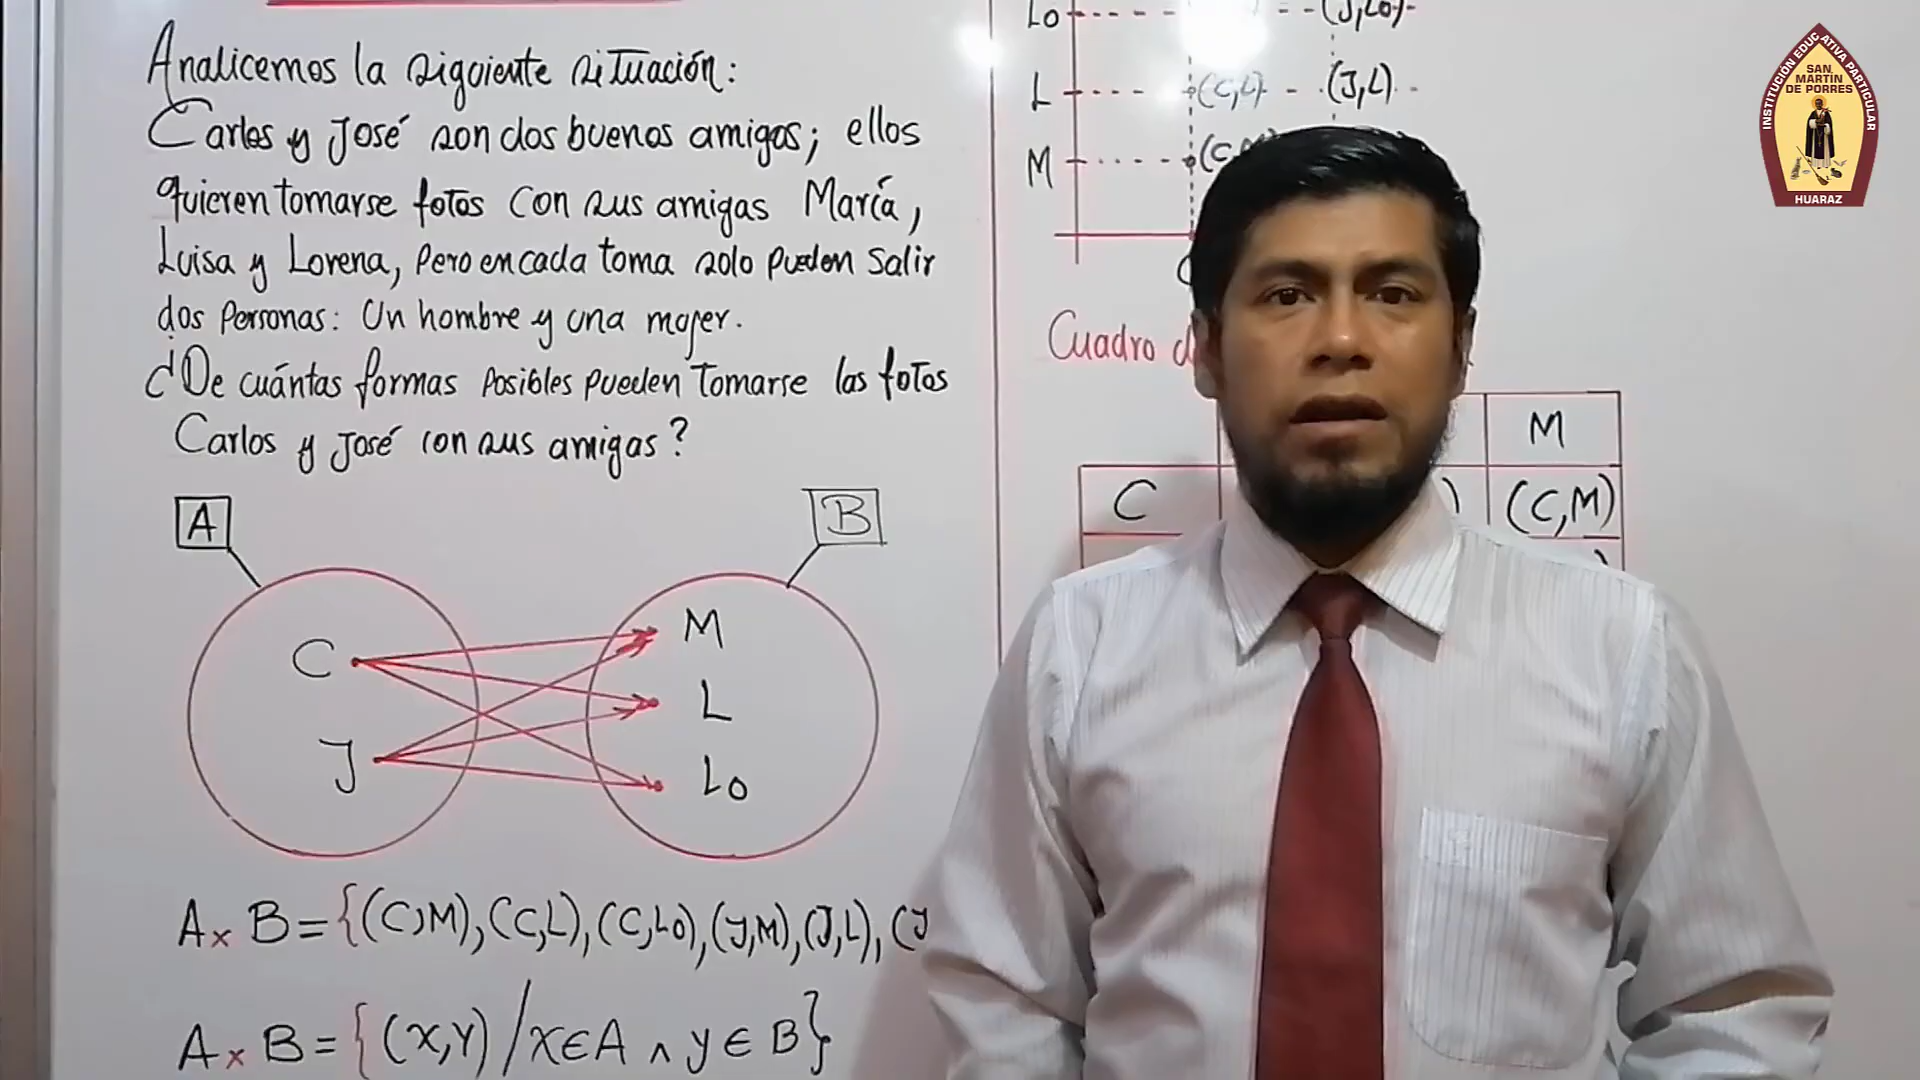 Analicemos la siguiente situación:
Carlos y José son dos buenos amigos; ellos
quieren tomarse fotos con sus amigas María,
Luisa y Lorena, pero en cada toma solo pueden salir
dos personas: Un hombre y una mujer.
¿De cuántas formas posibles pueden tomarse las fotos
Carlos y José con sus amigas?
A
B
C
J
M
L
Lo
A x B = {(C,M), (C,L), (C,Lo), (J,M), (J,L), (J
A x B = {(x,y) / x ∈ A ∧ y ∈ B}
Lo (J,Lo)
L (C,L) (J,L)
M
Cuadro
M
C (C,M)
INSTITUCIÓN EDUCATIVA PARTICULAR
SAN
MARTÍN
DE PORRES
HUARAZ